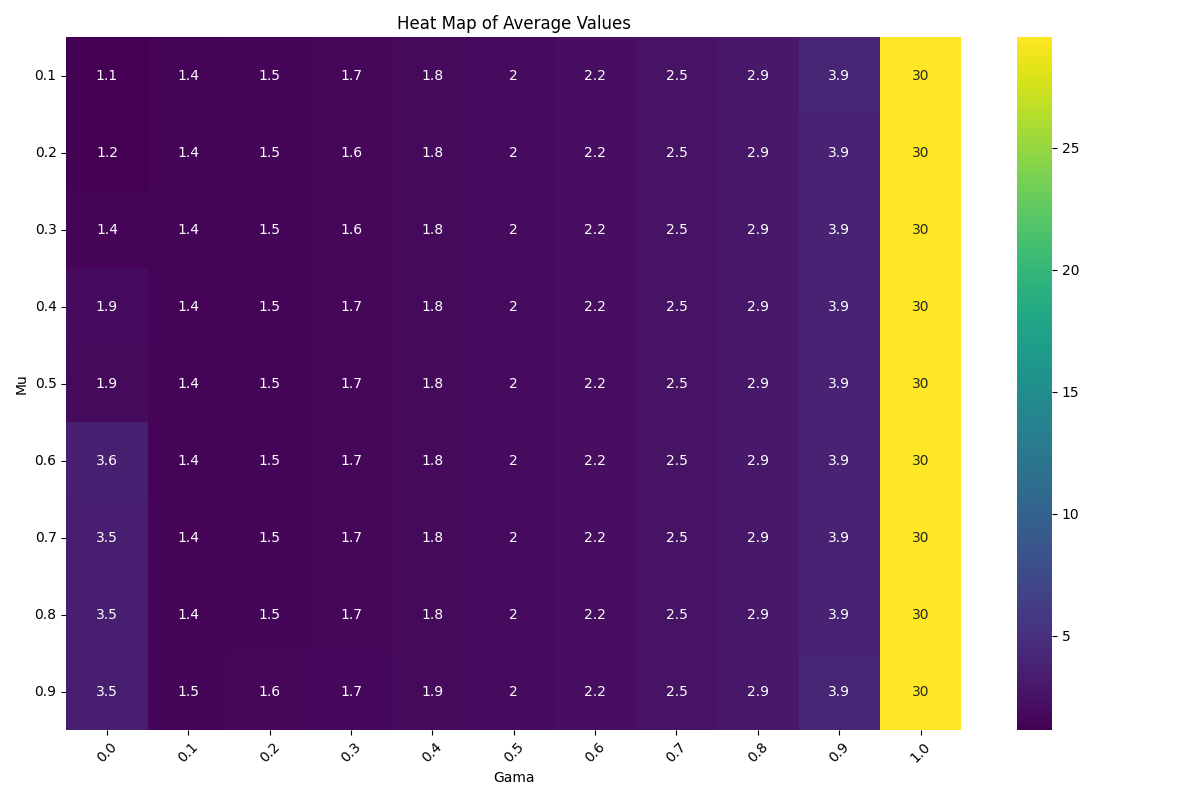 Heat Map of Average Values
0.1 1.1 1.4 1.5 1.7 1.8 2 2.2 2.5 2.9 3.9 30
0.2 1.2 1.4 1.5 1.6 1.8 2 2.2 2.5 2.9 3.9 30 25
0.3 1.4 1.4 1.5 1.6 1.8 2 2.2 2.5 2.9 3.9 30 20
0.4 1.9 1.4 1.5 1.7 1.8 2 2.2 2.5 2.9 3.9 30
Mu
0.5 1.9 1.4 1.5 1.7 1.8 2 2.2 2.5 2.9 3.9 30 15
0.6 3.6 1.4 1.5 1.7 1.8 2 2.2 2.5 2.9 3.9 30
0.7 3.5 1.4 1.5 1.7 1.8 2 2.2 2.5 2.9 3.9 30 10
0.8 3.5 1.4 1.5 1.7 1.8 2 2.2 2.5 2.9 3.9 30 5
0.9 3.5 1.5 1.6 1.7 1.9 2 2.2 2.5 2.9 3.9 30
0.0 0.1 0.2 0.3 0.4 0.5 0.6 0.7 0.8 0.9 1.0
Gama